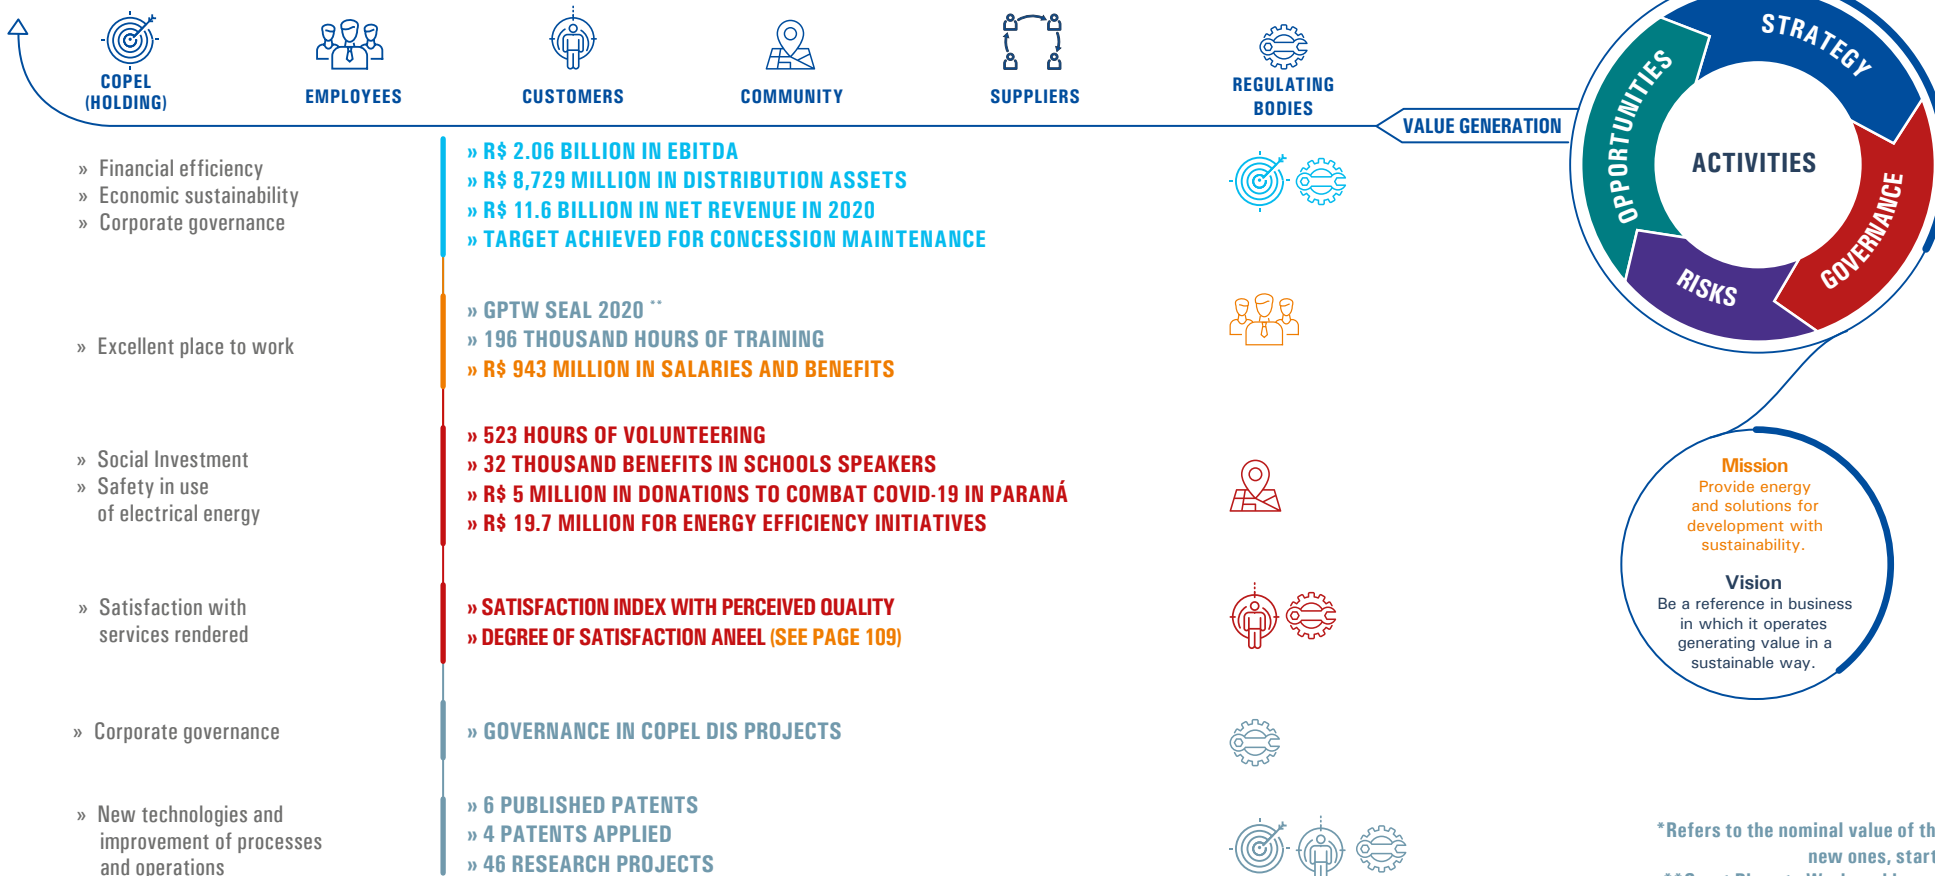 COPEL
(HOLDING)
EMPLOYEES
CUSTOMERS
COMMUNITY
SUPPLIERS
REGULATING
BODIES
VALUE GENERATION
» Financial efficiency
» Economic sustainability
» Corporate governance
» R$ 2.06 BILLION IN EBITDA
» R$ 8,729 MILLION IN DISTRIBUTION ASSETS
» R$ 11.6 BILLION IN NET REVENUE IN 2020
» TARGET ACHIEVED FOR CONCESSION MAINTENANCE
» Excellent place to work
» GPTW SEAL 2020 **
» 196 THOUSAND HOURS OF TRAINING
» R$ 943 MILLION IN SALARIES AND BENEFITS
» Social Investment
» Safety in use
of electrical energy
» 523 HOURS OF VOLUNTEERING
» 32 THOUSAND BENEFITS IN SCHOOLS SPEAKERS
» R$ 5 MILLION IN DONATIONS TO COMBAT COVID-19 IN PARANÁ
» R$ 19.7 MILLION FOR ENERGY EFFICIENCY INITIATIVES
» Satisfaction with
services rendered
» SATISFACTION INDEX WITH PERCEIVED QUALITY
» DEGREE OF SATISFACTION ANEEL (SEE PAGE 109)
» Corporate governance
» GOVERNANCE IN COPEL DIS PROJECTS
» New technologies and
improvement of processes
and operations
» 6 PUBLISHED PATENTS
» 4 PATENTS APPLIED
» 46 RESEARCH PROJECTS
STRATEGY
OPPORTUNITIES
ACTIVITIES
GOVERNANCE
RISKS
Mission
Provide energy
and solutions for
development with
sustainability.
Vision
Be a reference in business
in which it operates
generating value in a
sustainable way.
*Refers to the nominal value of th
new ones, start